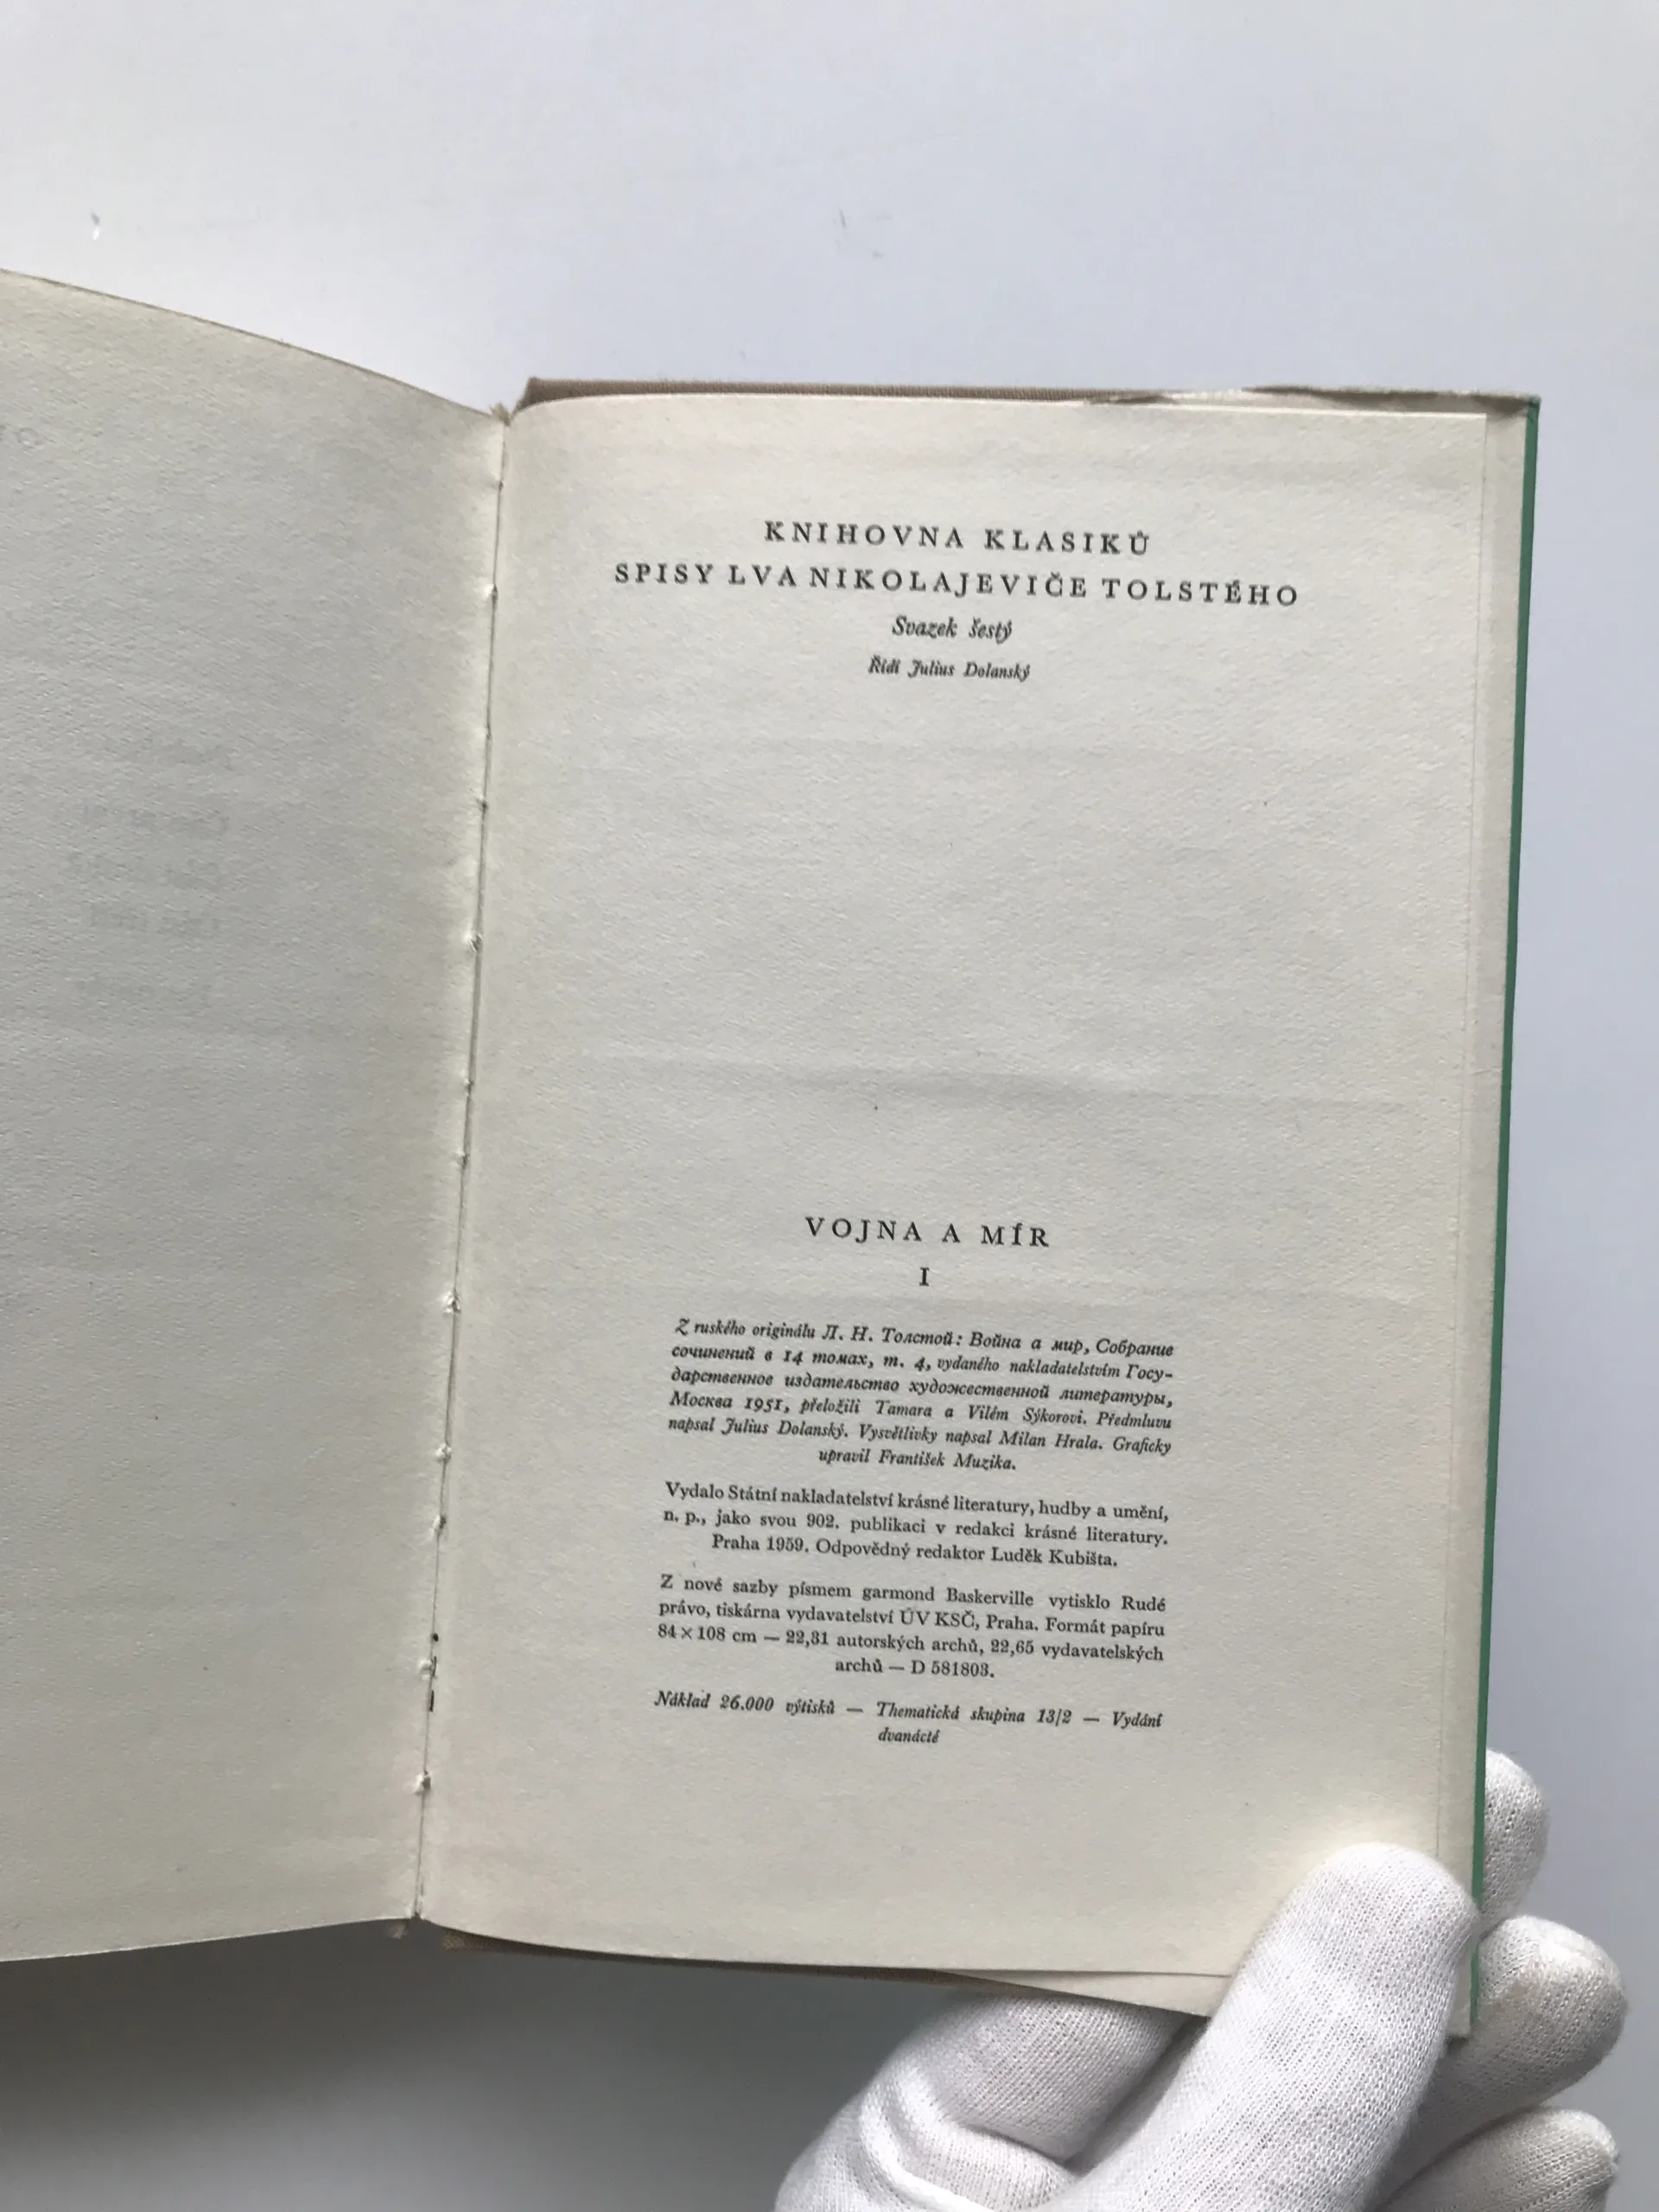 KNIHOVNA KLASIKŮ
SPISY LVA NIKOLAJEVIČE TOLSTÉHO
Svazek šestý
Řídí Julius Dolanský
VOJNA A MÍR
I
Z ruského originálu Л. Н. Толстой: Война а мир, Собрание
сочинений в 14 томах, т. 4, vydaného nakladatelstvím Госу-
дарственное издательство художественной литературы,
Москва 1951, přeložili Tamara a Vilém Sýkorovi. Předmluvu
napsal Julius Dolanský. Vysvětlivky napsal Milan Hrala. Graficky
upravil František Muzika.
Vydalo Státní nakladatelství krásné literatury, hudby a umění,
n. p., jako svou 902. publikaci v redakci krásné literatury.
Praha 1959. Odpovědný redaktor Luděk Kubišta.
Z nové sazby písmem garmond Baskerville vytisklo Rudé
právo, tiskárna vydavatelství ÚV KSČ, Praha. Formát papíru
84×108 cm — 22,31 autorských archů, 22,65 vydavatelských
archů — D 581803.
Náklad 26.000 výtisků — Thematická skupina 13/2 — Vydání
dvanácté